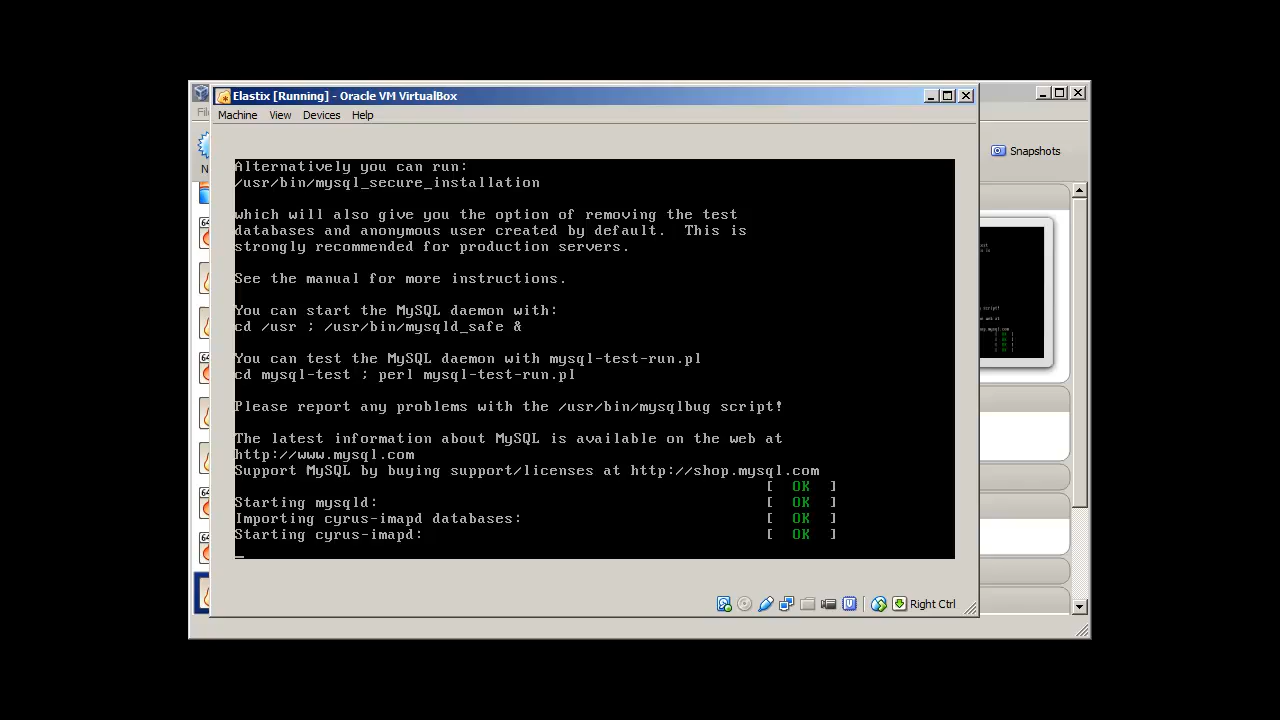 Elastix [Running] - Oracle VM VirtualBox
Machine View Devices Help
Snapshots
Alternatively you can run:
/usr/bin/mysql_secure_installation
which will also give you the option of removing the test
databases and anonymous user created by default.  This is
strongly recommended for production servers.
See the manual for more instructions.
You can start the MySQL daemon with:
cd /usr ; /usr/bin/mysqld_safe &
You can test the MySQL daemon with mysql-test-run.pl
cd mysql-test ; perl mysql-test-run.pl
Please report any problems with the /usr/bin/mysqlbug script!
The latest information about MySQL is available on the web at
http://www.mysql.com
Support MySQL by buying support/licenses at http://shop.mysql.com
[ OK ]
Starting mysqld: [ OK ]
Importing cyrus-imapd databases: [ OK ]
Starting cyrus-imapd: [ OK ]
_
Right Ctrl